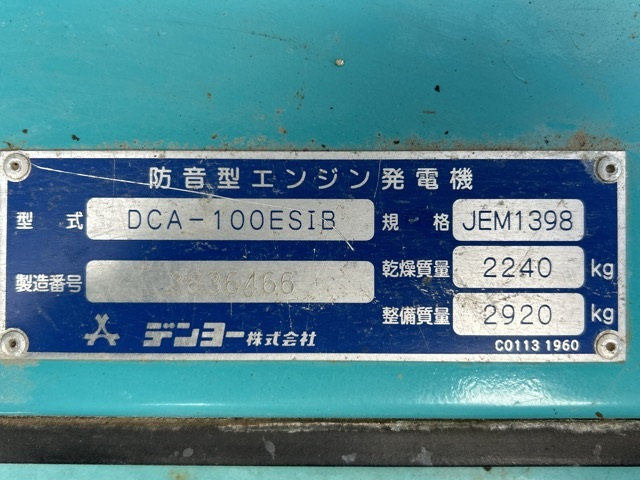 防音型エンジン発電機
型式 DCA-100ESIB 規格 JEM1398
乾燥質量 2240 kg
製造番号
整備質量 2920 kg
デンヨー株式会社
C0113 1960